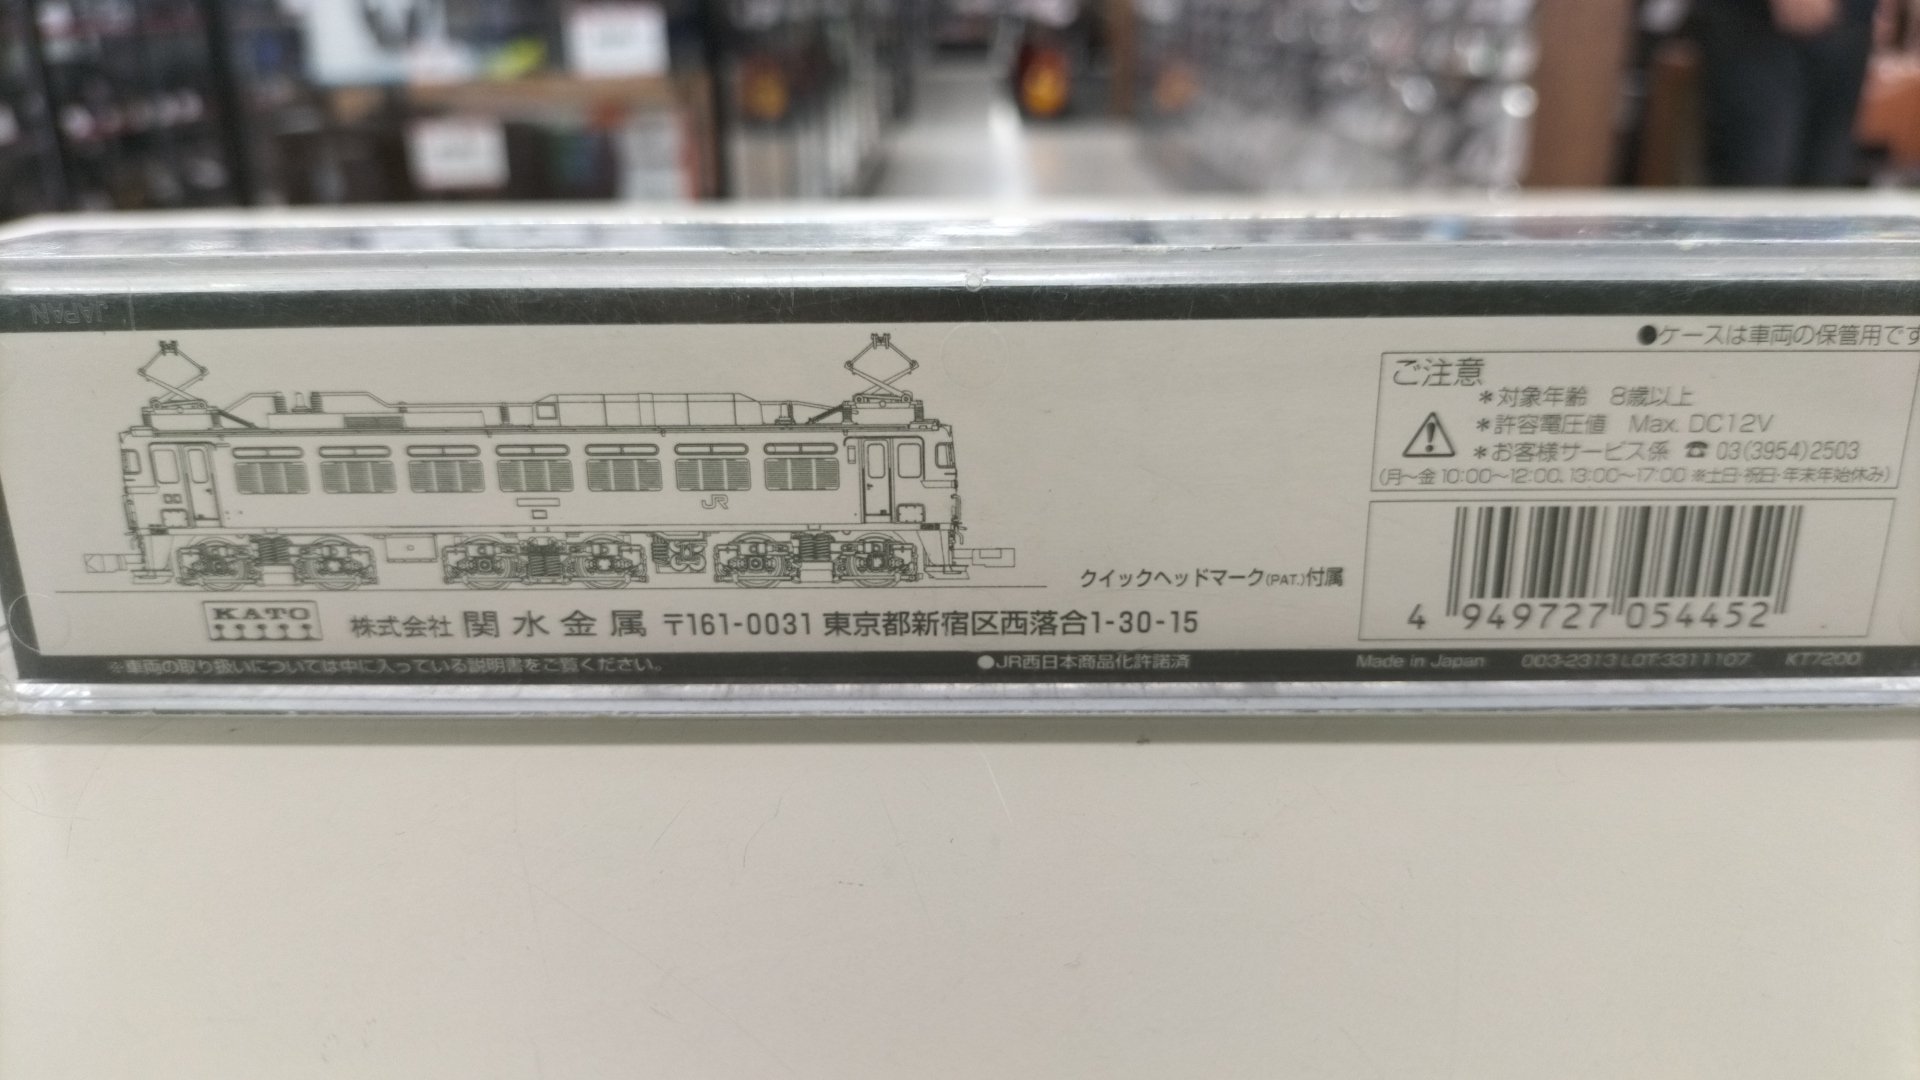 JAPAN
●ケースは車両の保管用です
ご注意
*対象年齢 8歳以上
*許容電圧値 Max. DC12V
*お客様サービス係 ☎ 03(3954)2503
(月〜金 10:00〜12:00、13:00〜17:00 ※土日・祝日・年末年始休み)
JR
クイックヘッドマーク(PAT.)付属
4 949727 054452
KATO
株式会社 関水金属 〒161-0031 東京都新宿区西落合1-30-15
※車両の取り扱いについては中に入っている説明書をご覧ください。
●JR西日本商品化許諾済
Made in Japan 003-2313 LOT:3311107 KT7200